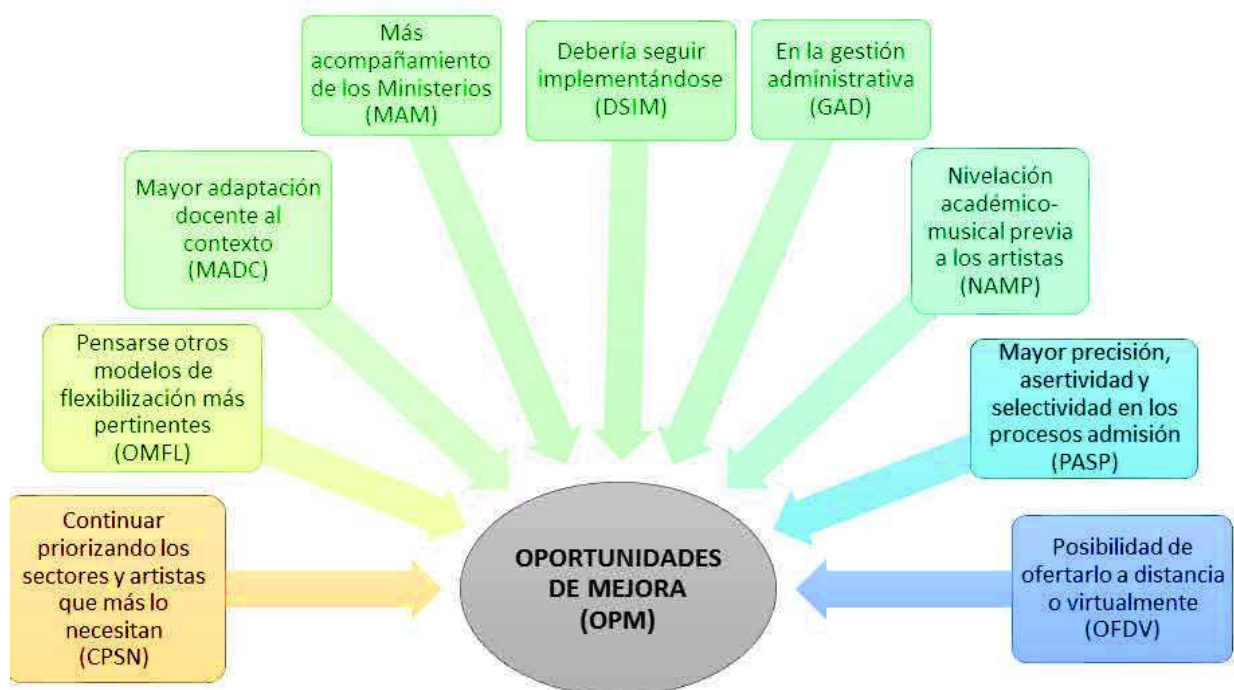 Más
acompañamiento
de los Ministerios
(MAM)
Debería seguir
implementándose
(DSIM)
En la gestión
administrativa
(GAD)
Mayor adaptación
docente al
contexto
(MADC)
Nivelación
académico-
musical previa
a los artistas
(NAMP)
Pensarse otros
modelos de
flexibilización más
pertinentes
(OMFL)
Mayor precisión,
asertividad y
selectividad en los
procesos admisión
(PASP)
Continuar
priorizando los
sectores y artistas
que más lo
necesitan
(CPSN)
OPORTUNIDADES
DE MEJORA
(OPM)
Posibilidad de
ofertarlo a distancia
o virtualmente
(OFDV)